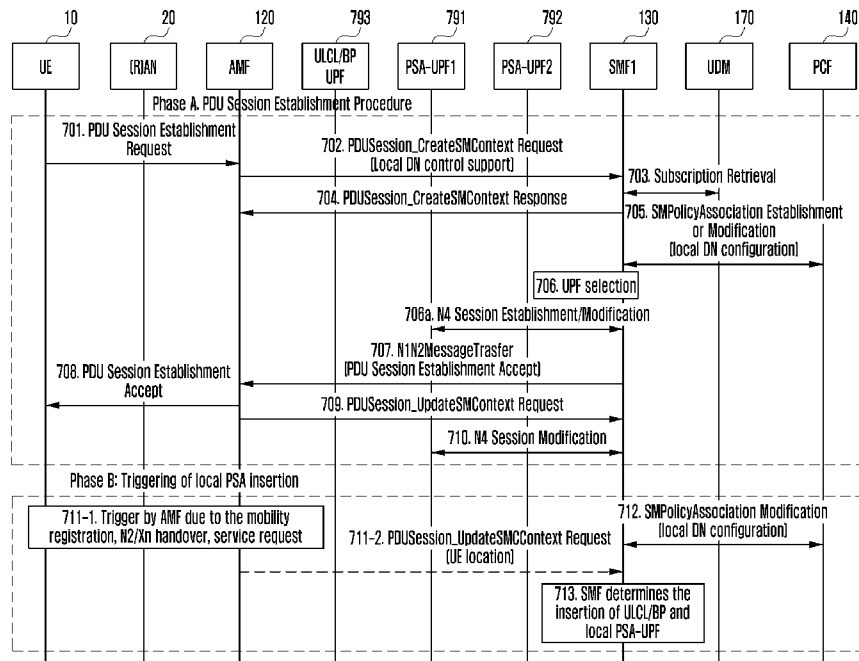 10
20
120
793
791
792
130
170
140
UE
(R)AN
AMF
ULCL/BP
UPF
PSA-UPF1
PSA-UPF2
SMF1
UDM
PCF
Phase A. PDU Session Establishment Procedure
701. PDU Session Establishment
Request
702. PDUSession_CreateSMContext Request
(Local DN control support)
703. Subscription Retrieval
704. PDUSession_CreateSMContext Response
705. SMPolicyAssociation Establishment
or Modification
(local DN configuration)
706. UPF selection
706a. N4 Session Establishment/Modification
707. N1N2MessageTrasfer
(PDU Session Establishment Accept)
708. PDU Session Establishment
Accept
709. PDUSession_UpdateSMContext Request
710. N4 Session Modification
Phase B: Triggering of local PSA insertion
711-1. Trigger by AMF due to the mobility
registration, N2/Xn handover, service request
711-2. PDUSession_UpdateSMCContext Request
(UE location)
712. SMPolicyAssociation Modification
(local DN configuration)
713. SMF determines the
insertion of ULCL/BP and
local PSA-UPF